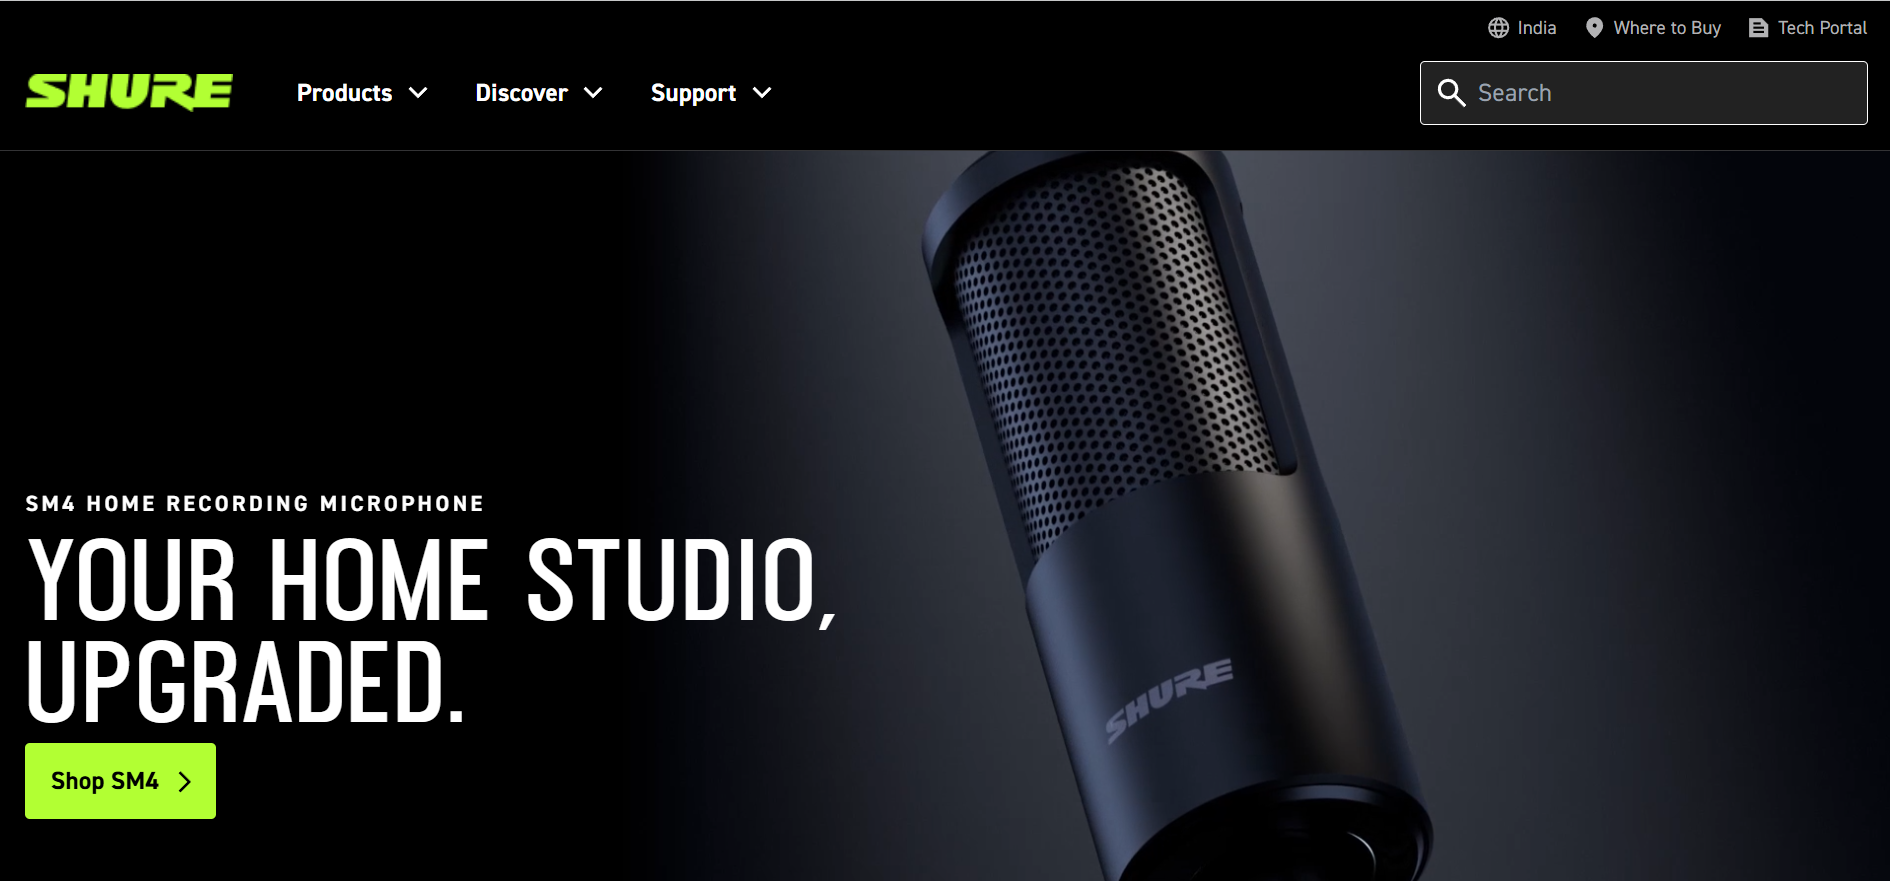 India Where to Buy Tech Portal
SHURE Products Discover Support Search
SM4 HOME RECORDING MICROPHONE
YOUR HOME STUDIO,
UPGRADED.
SHURE
Shop SM4